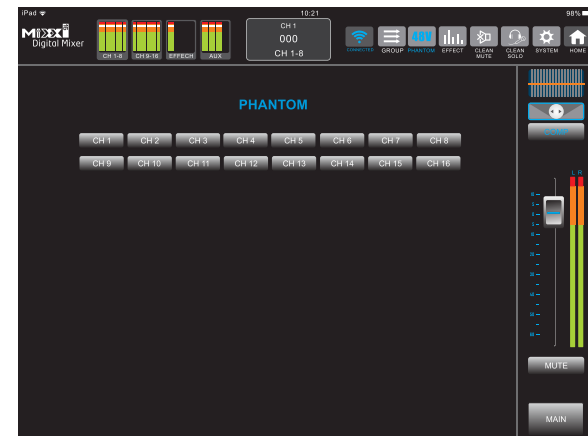 iPad 10:21 98%
MiXX
Digital Mixer
CH 1-8 CH 9-16 EFFECH AUX
CH 1
000
CH 1-8
48V
CONNECTED GROUP PHANTOM EFFECT CLEAN MUTE CLEAN SOLO SYSTEM HOME
PHANTOM
CH 1 CH 2 CH 3 CH 4 CH 5 CH 6 CH 7 CH 8
CH 9 CH 10 CH 11 CH 12 CH 13 CH 14 CH 15 CH 16
COMP
L R
MUTE
MAIN